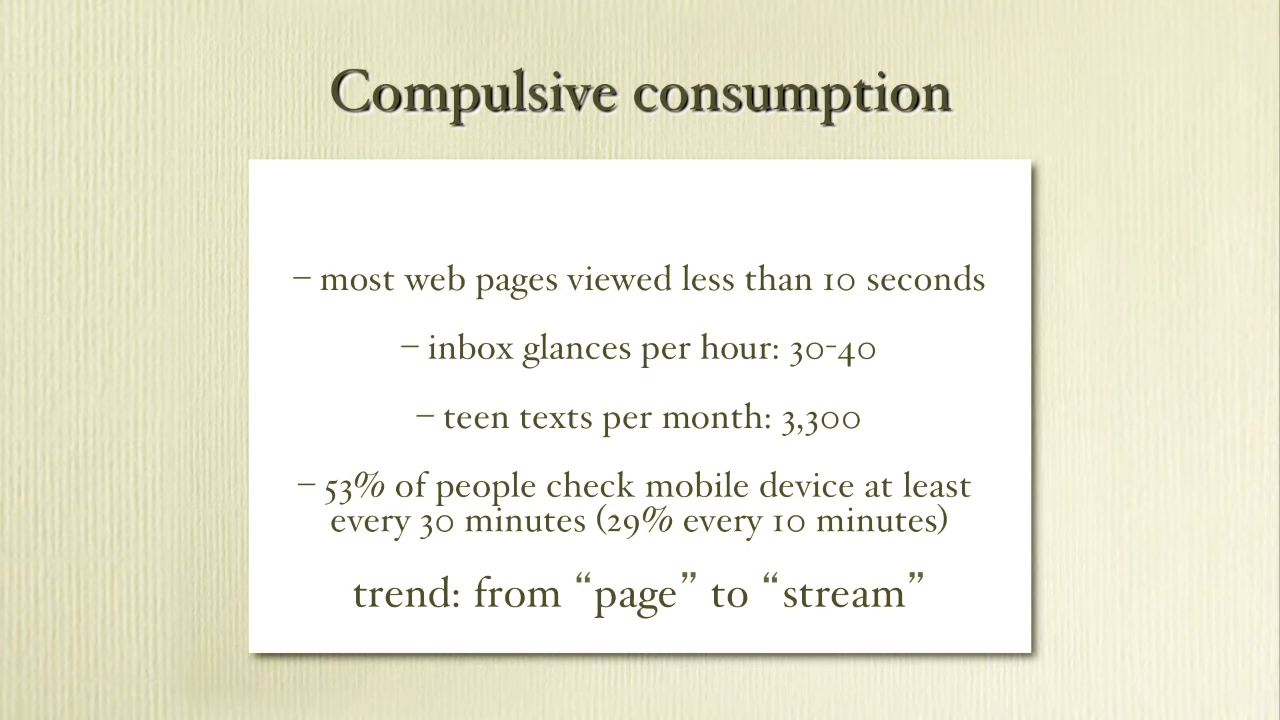 Compulsive consumption
– most web pages viewed less than 10 seconds
– inbox glances per hour: 30-40
– teen texts per month: 3,300
– 53% of people check mobile device at least
every 30 minutes (29% every 10 minutes)
trend: from “page” to “stream”